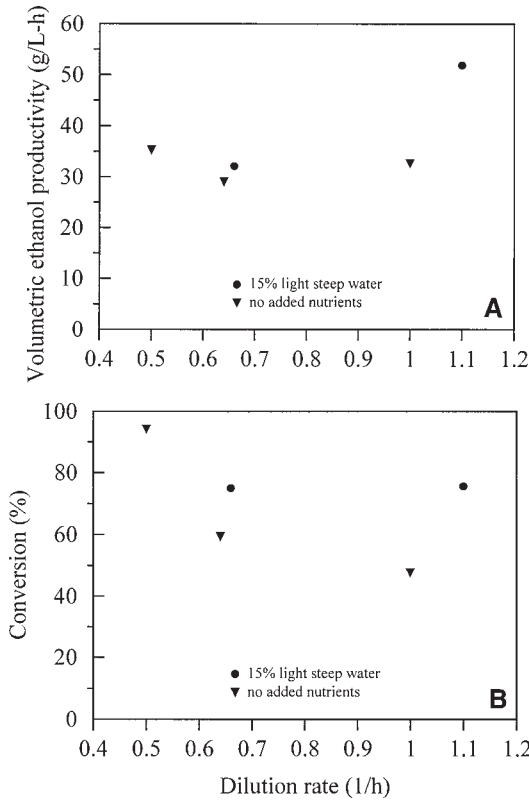 Volumetric ethanol productivity (g/L-h)
60
50
40
30
20
10
0
● 15% light steep water
▼ no added nutrients
A
0.4 0.5 0.6 0.7 0.8 0.9 1 1.1 1.2
Conversion (%)
100
80
60
40
20
0
● 15% light steep water
▼ no added nutrients
B
0.4 0.5 0.6 0.7 0.8 0.9 1 1.1 1.2
Dilution rate (1/h)